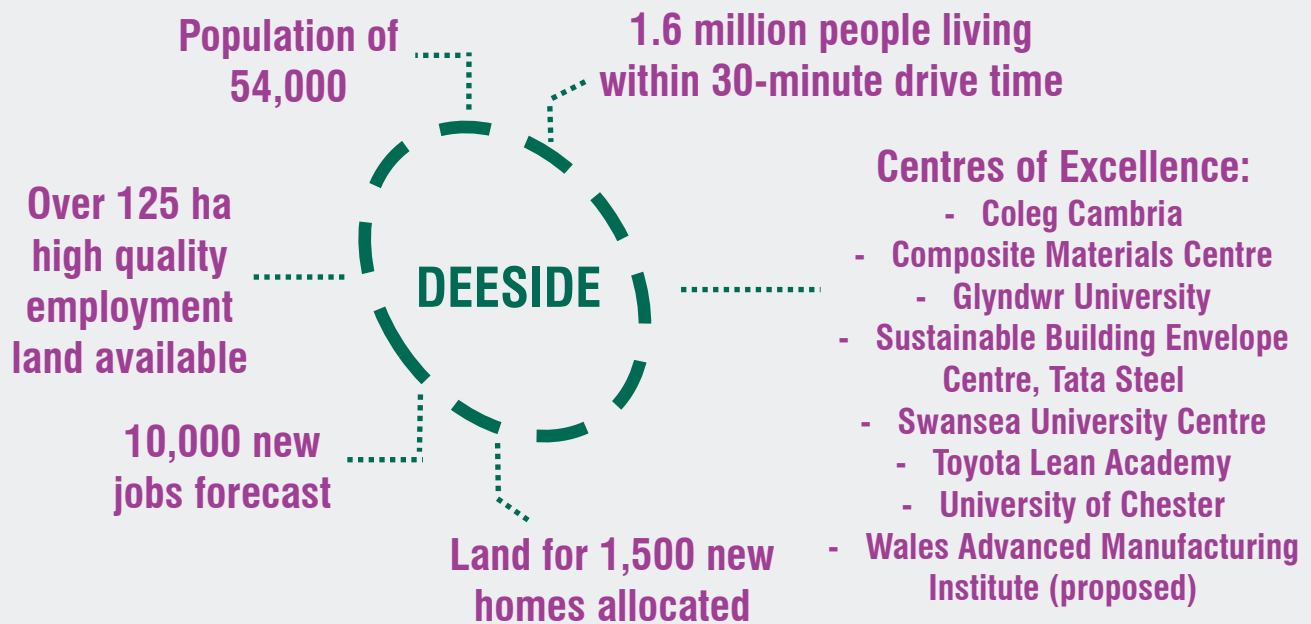 Population of
54,000
1.6 million people living
within 30-minute drive time
Over 125 ha
high quality
employment
land available
DEESIDE
Centres of Excellence:
- Coleg Cambria
- Composite Materials Centre
- Glyndwr University
- Sustainable Building Envelope
Centre, Tata Steel
- Swansea University Centre
- Toyota Lean Academy
- University of Chester
- Wales Advanced Manufacturing
Institute (proposed)
10,000 new
jobs forecast
Land for 1,500 new
homes allocated